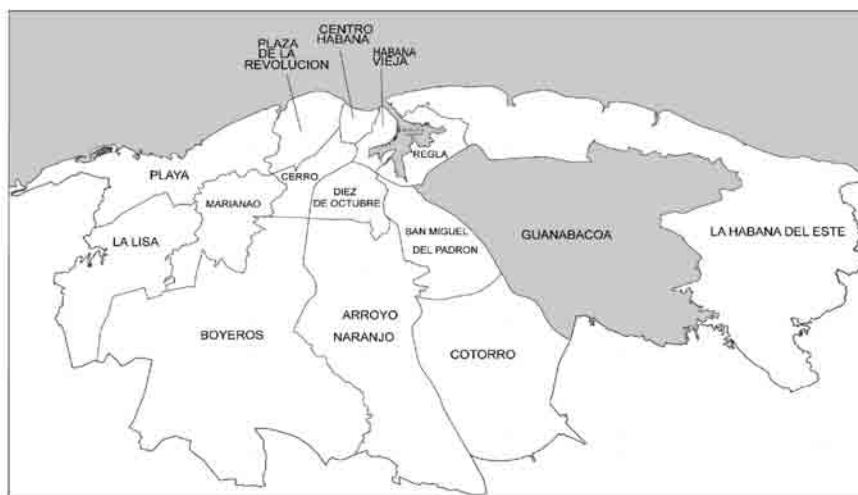 PLAZA
DE LA
REVOLUCION
CENTRO
HABANA
HABANA
VIEJA
PLAYA
MARIANAO
CERRO
DIEZ
DE OCTUBRE
REGLA
LA LISA
SAN MIGUEL
DEL PADRON
GUANABACOA
LA HABANA DEL ESTE
BOYEROS
ARROYO
NARANJO
COTORRO